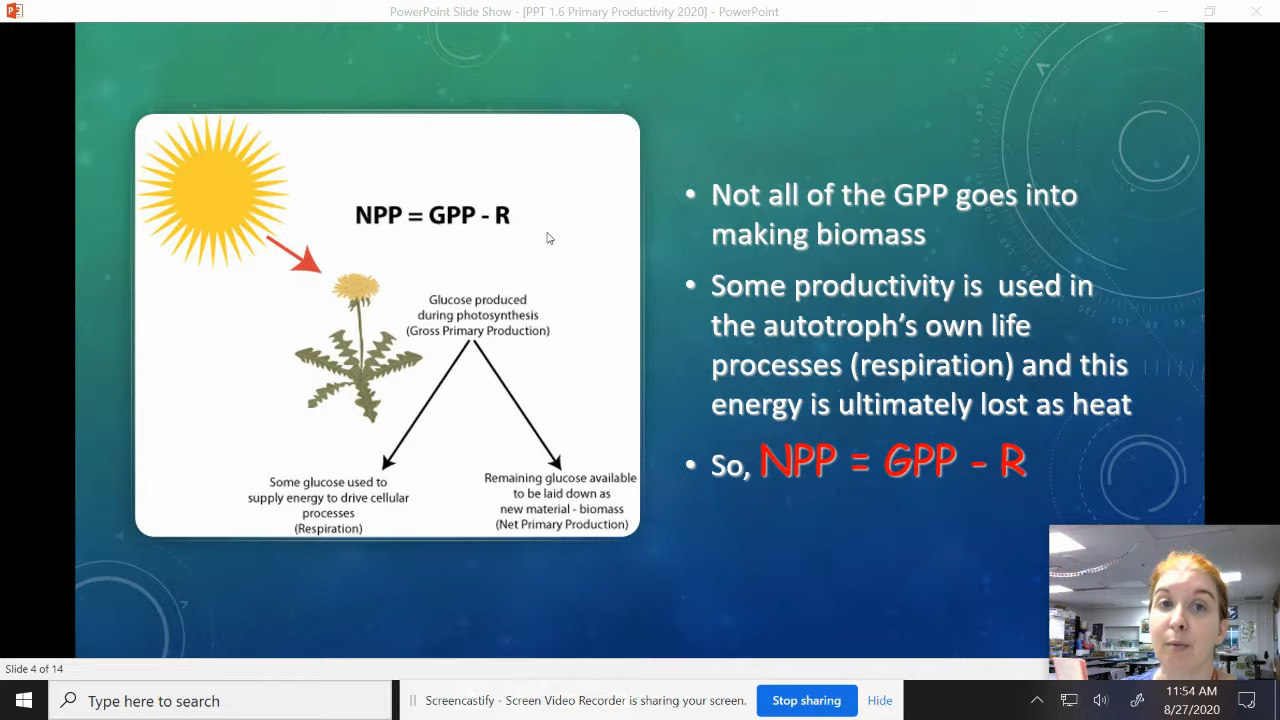 PowerPoint Slide Show - [PPT 1.6 Primary Productivity 2020] - PowerPoint
NPP = GPP - R
Glucose produced
during photosynthesis
(Gross Primary Production)
Some glucose used to
supply energy to drive cellular
processes
(Respiration)
Remaining glucose available
to be laid down as
new material - biomass
(Net Primary Production)
• Not all of the GPP goes into
making biomass
• Some productivity is used in
the autotroph's own life
processes (respiration) and this
energy is ultimately lost as heat
• So, NPP = GPP - R
Slide 4 of 14
Type here to search
Screencastify - Screen Video Recorder is sharing your screen.
Stop sharing
Hide
11:54 AM
8/27/2020